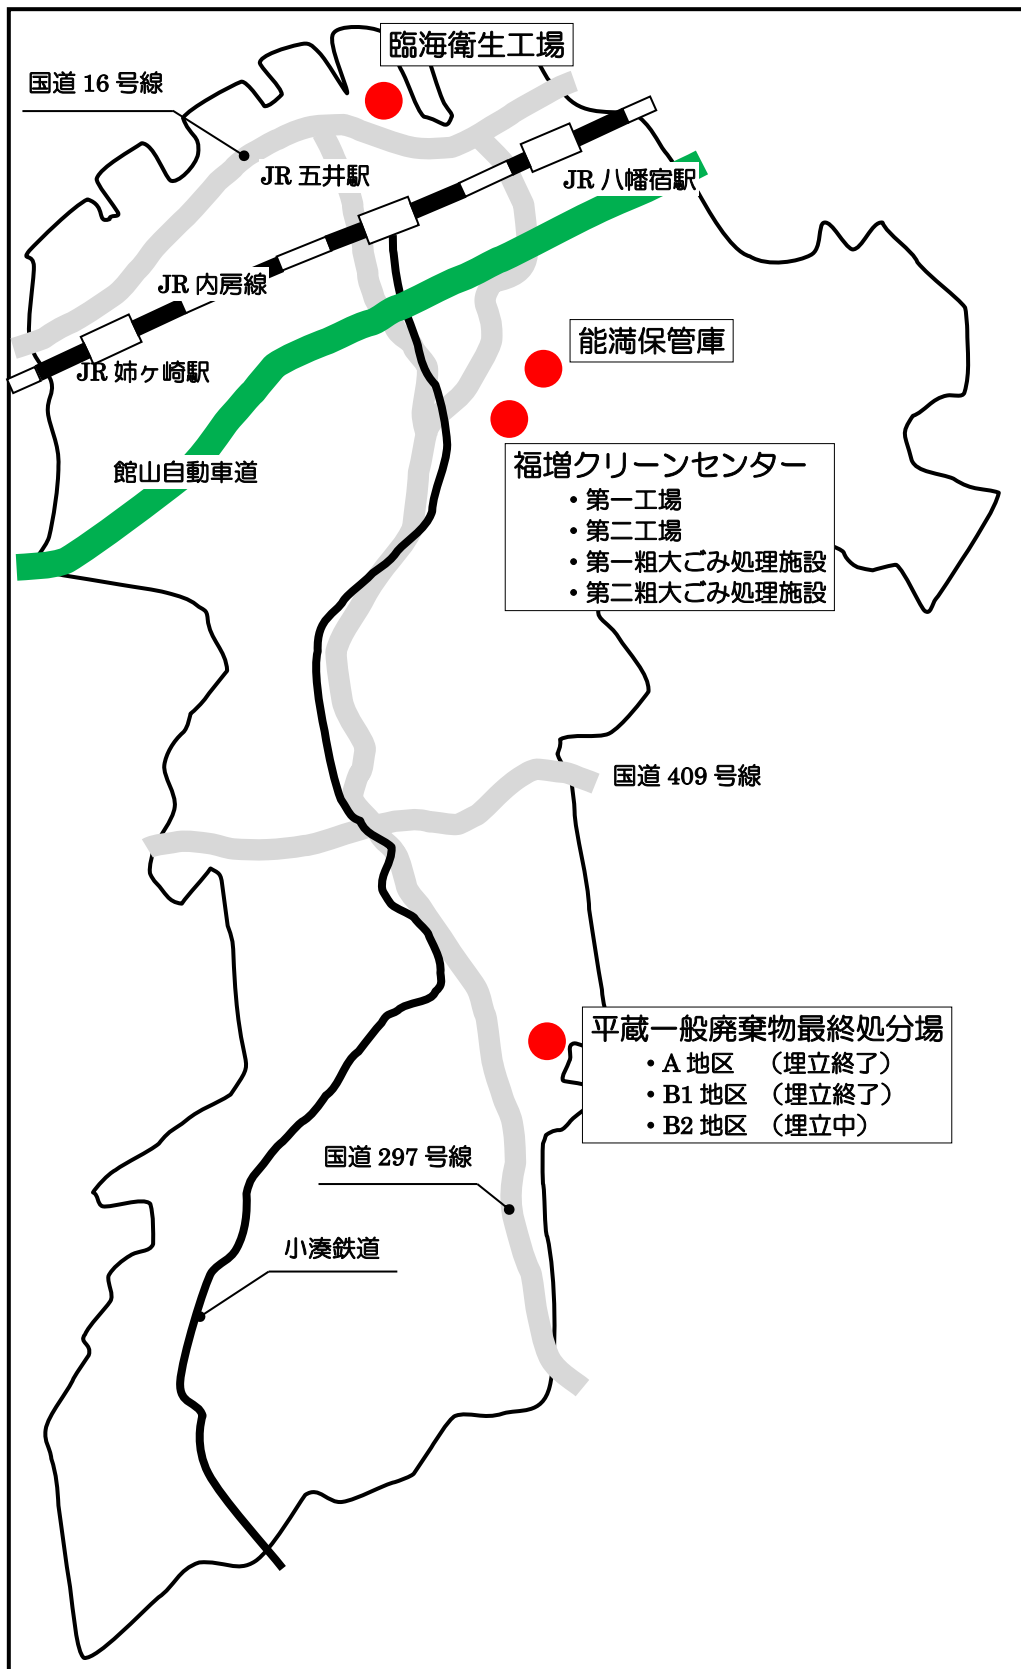 臨海衛生工場
国道 16 号線
JR 五井駅
JR 八幡宿駅
JR 内房線
能満保管庫
JR 姉ヶ崎駅
福増クリーンセンター
・第一工場
・第二工場
・第一粗大ごみ処理施設
・第二粗大ごみ処理施設
館山自動車道
国道 409 号線
平蔵一般廃棄物最終処分場
・A 地区　（埋立終了）
・B1 地区　（埋立終了）
・B2 地区　（埋立中）
国道 297 号線
小湊鉄道